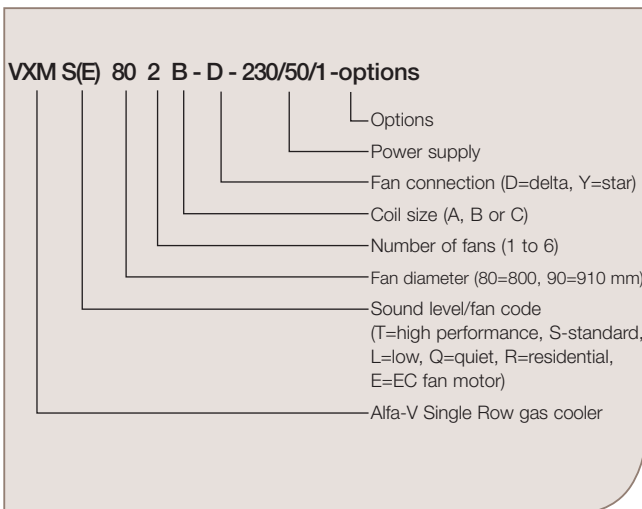 VXM S(E) 80 2 B - D - 230/50/1 -options
Options
Power supply
Fan connection (D=delta, Y=star)
Coil size (A, B or C)
Number of fans (1 to 6)
Fan diameter (80=800, 90=910 mm)
Sound level/fan code
(T=high performance, S-standard,
L=low, Q=quiet, R=residential,
E=EC fan motor)
Alfa-V Single Row gas cooler